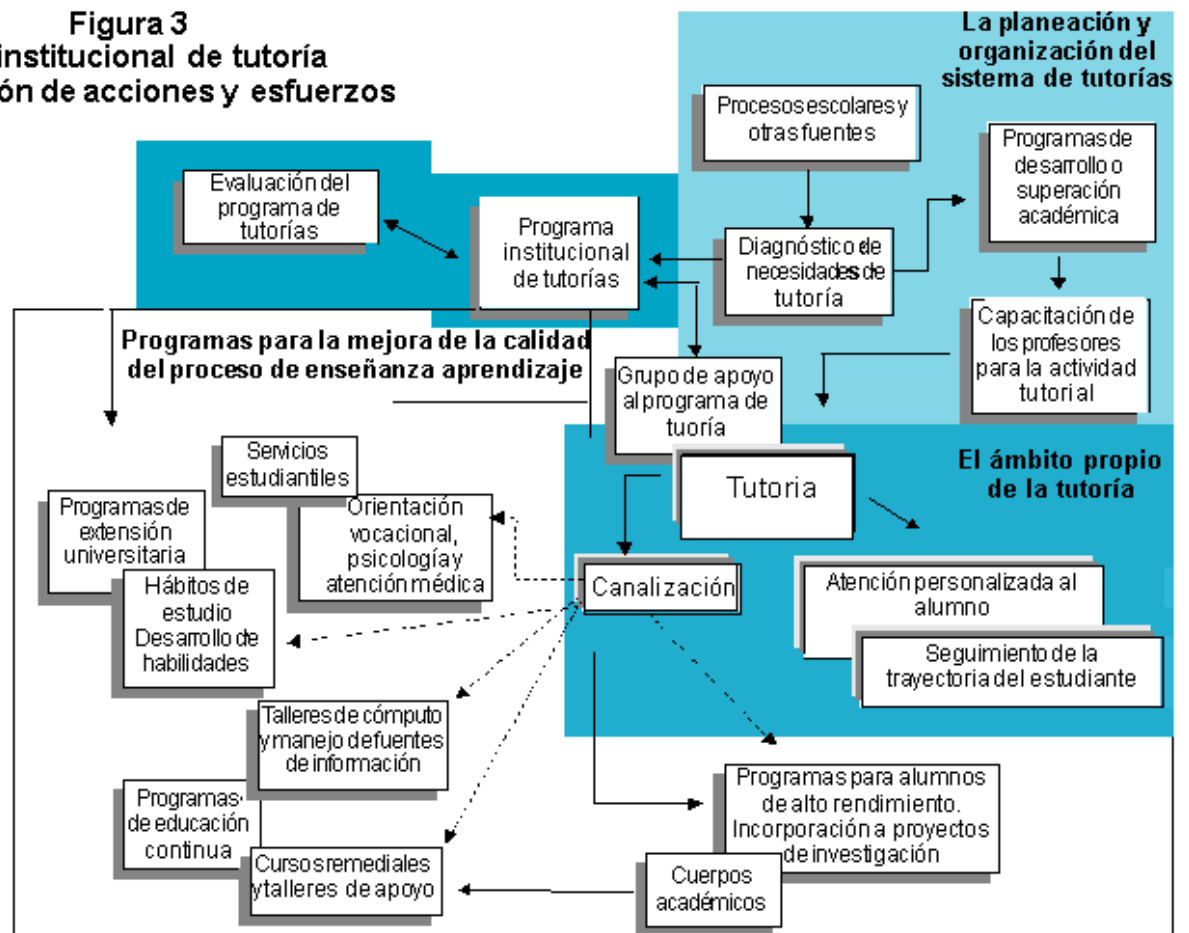 Figura 3
institucional de tutoría
ón de acciones y esfuerzos
La planeación y
organización del
sistema de tutorías
Procesos escolares y
otras fuentes
Programas de
desarrollo o
superación
académica
Evaluación del
programa de
tutorías
Programa
institucional
de tutorías
Diagnóstico de
necesidades de
tutoría
Capacitación de
los profesores
para la actividad
tutorial
Programas para la mejora de la calidad
del proceso de enseñanza aprendizaje
Grupo de apoyo
al programa de
tuoría
Tutoria
El ámbito propio
de la tutoría
Servicios
estudiantiles
Programas de
extensión
universitaria
Orientación
vocacional,
psicología y
atención médica
Hábitos de
estudio
Desarrollo de
habilidades
Canalización
Atención personalizada al
alumno
Seguimiento de la
trayectoria del estudiante
Talleres de cómputo
y manejo de fuentes
de información
Programas
de educación
continua
Cursos remediales
y talleres de apoyo
Programas para alumnos
de alto rendimiento.
Incorporación a proyectos
de investigación
Cuerpos
académicos